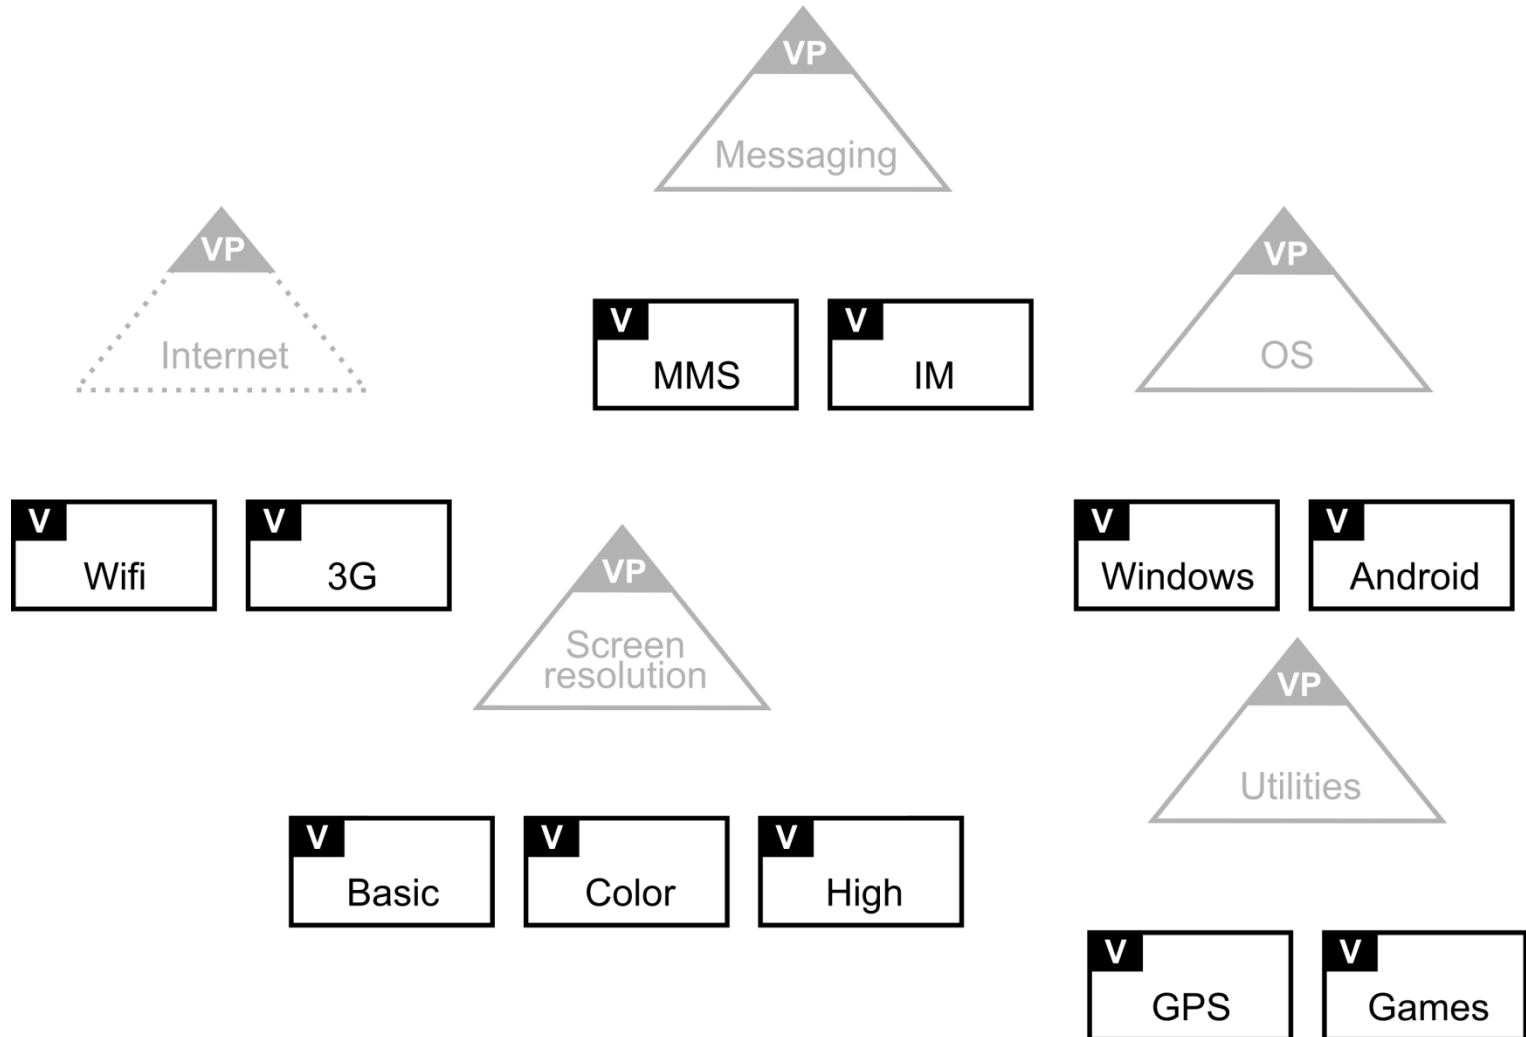 VP
Messaging
VP
Internet
VP
OS
V
MMS
V
IM
V
Wifi
V
3G
V
Windows
V
Android
VP
Screen
resolution
VP
Utilities
V
Basic
V
Color
V
High
V
GPS
V
Games